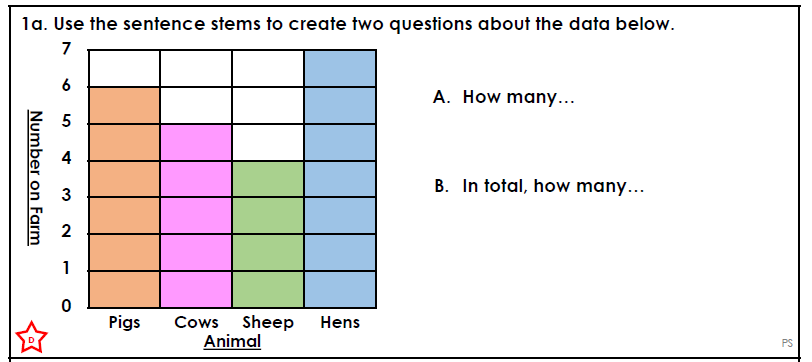 1a. Use the sentence stems to create two questions about the data below.
7
6
5
4
3
2
1
0
Number on Farm
Pigs Cows Sheep Hens
Animal
A. How many…
B. In total, how many…
D
PS